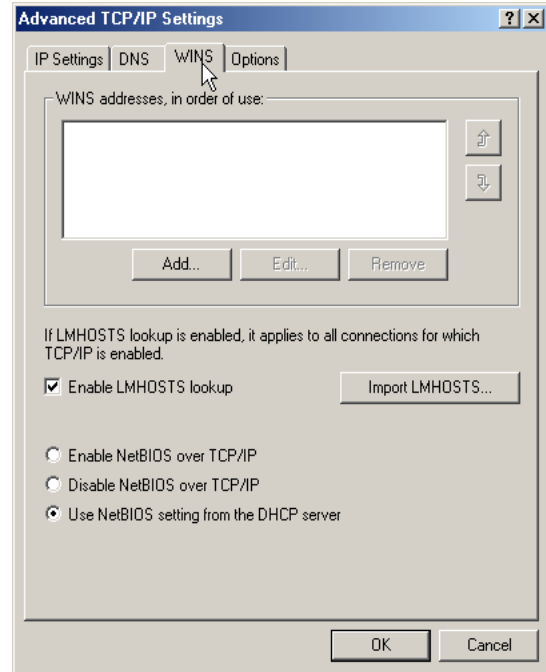 Advanced TCP/IP Settings
IP Settings DNS WINS Options
WINS addresses, in order of use:
Add... Edit... Remove
If LMHOSTS lookup is enabled, it applies to all connections for which
TCP/IP is enabled.
Enable LMHOSTS lookup Import LMHOSTS...
Enable NetBIOS over TCP/IP
Disable NetBIOS over TCP/IP
Use NetBIOS setting from the DHCP server
OK Cancel